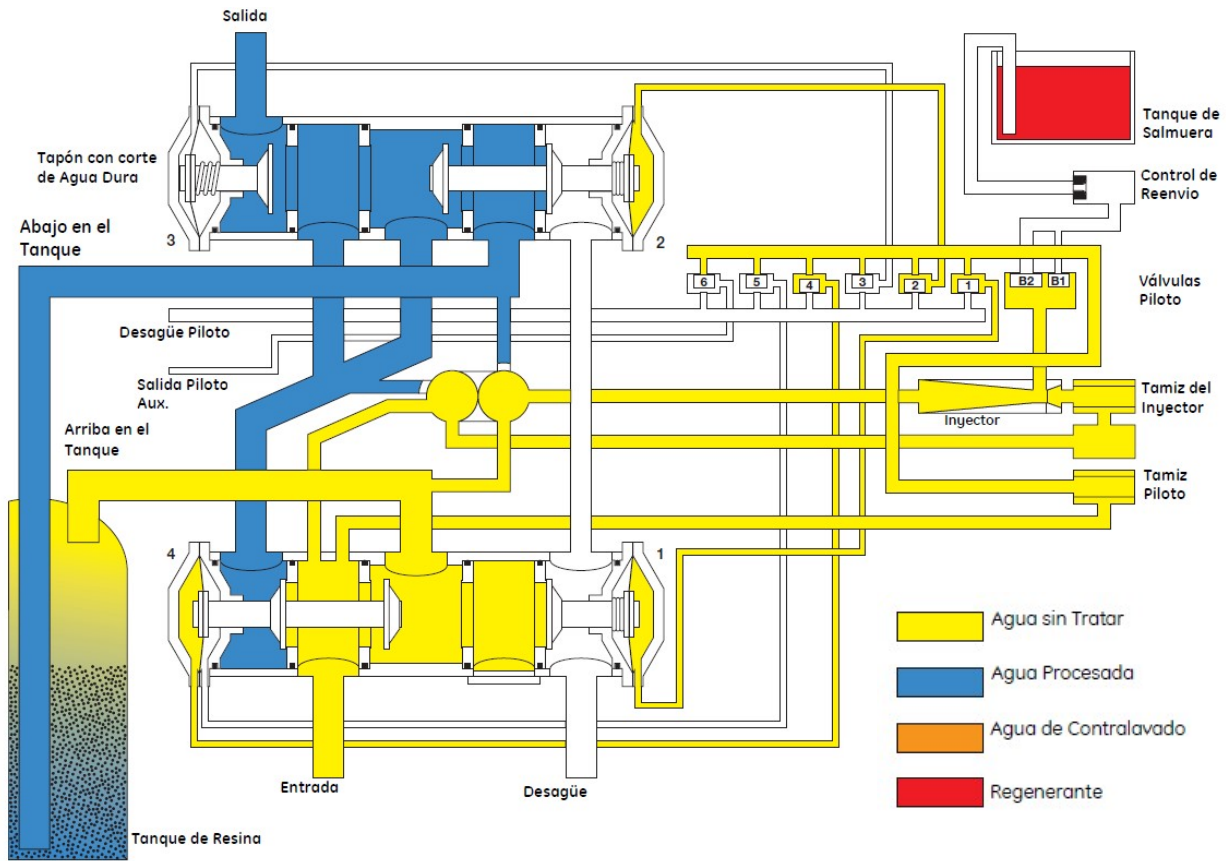 Salida
Tapón con corte
de Agua Dura
3
2
Abajo en el
Tanque
6
5
4
3
2
1
B2
B1
Tanque de
Salmuera
Control de
Reenvio
Válvulas
Piloto
Desagüe Piloto
Salida Piloto
Aux.
Arriba en el
Tanque
Inyector
Tamiz del
Inyector
Tamiz
Piloto
4
1
Entrada
Desagüe
Tanque de Resina
Agua sin Tratar
Agua Procesada
Agua de Contralavado
Regenerante